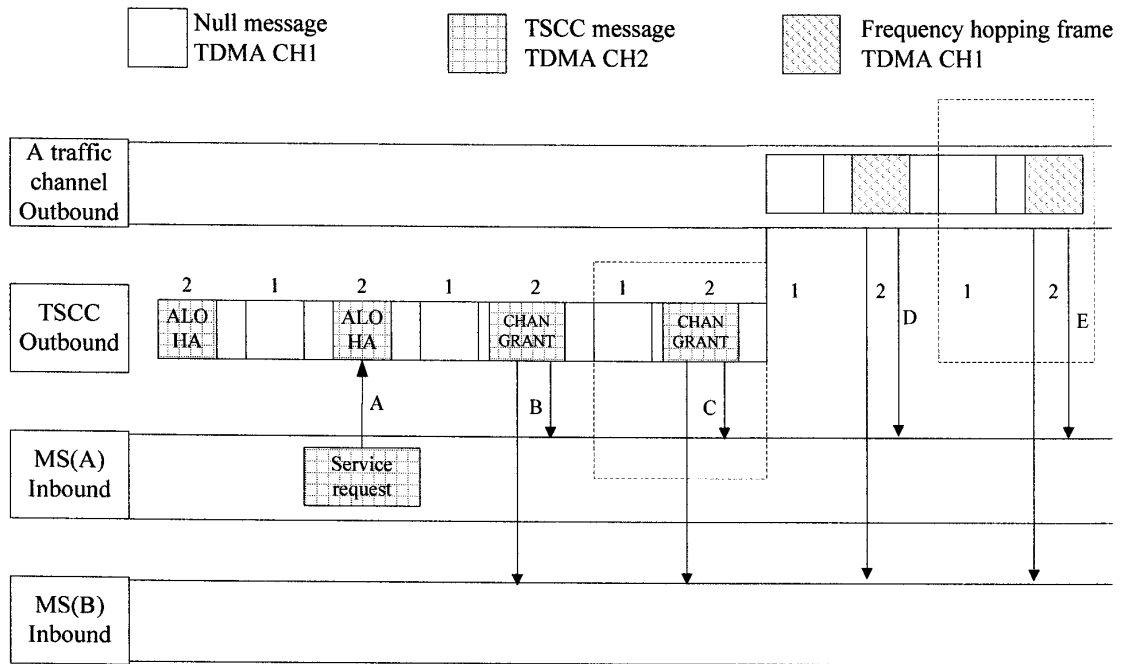 Null message
TDMA CH1
TSCC message
TDMA CH2
Frequency hopping frame
TDMA CH1
A traffic
channel
Outbound
1
2
1
2
D
E
2
1
2
1
2
1
2
TSCC
Outbound
ALO
HA
ALO
HA
CHAN
GRANT
CHAN
GRANT
A
B
C
MS(A)
Inbound
Service
request
MS(B)
Inbound